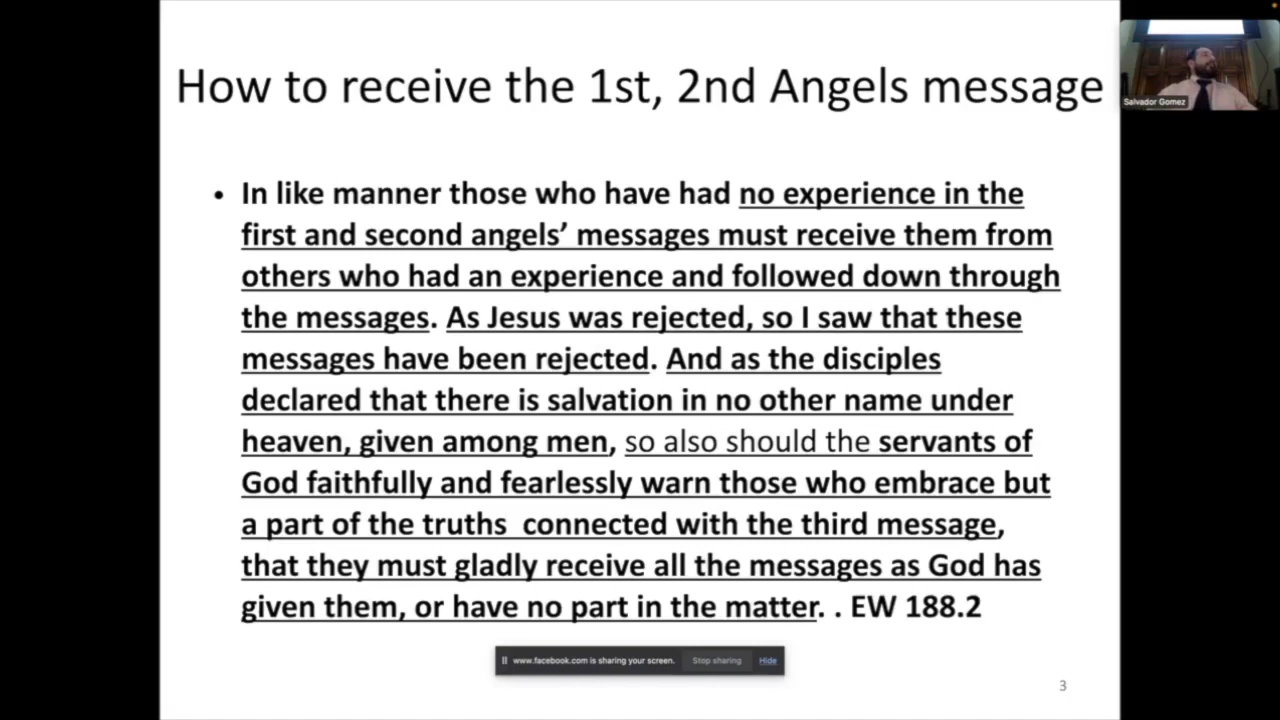 How to receive the 1st, 2nd Angels message
Salvador Gomez
• In like manner those who have had no experience in the
first and second angels’ messages must receive them from
others who had an experience and followed down through
the messages. As Jesus was rejected, so I saw that these
messages have been rejected. And as the disciples
declared that there is salvation in no other name under
heaven, given among men, so also should the servants of
God faithfully and fearlessly warn those who embrace but
a part of the truths  connected with the third message,
that they must gladly receive all the messages as God has
given them, or have no part in the matter. . EW 188.2
www.facebook.com is sharing your screen. Stop sharing Hide
3